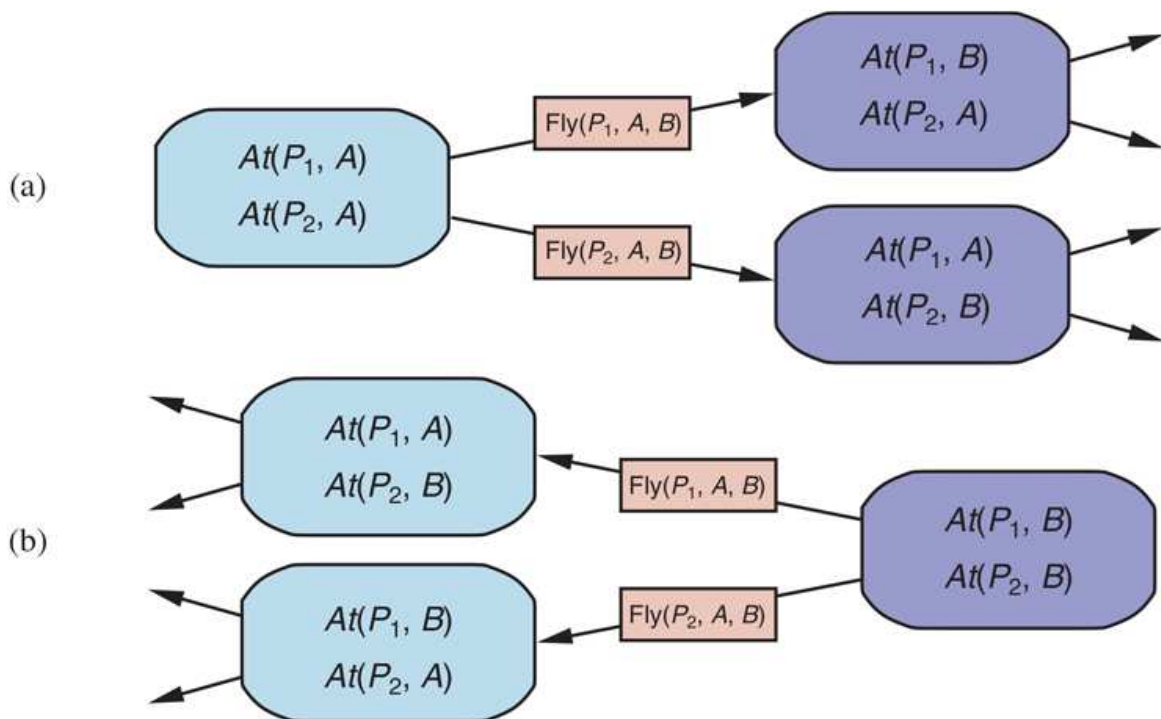 (a)
At(P₁, A)
At(P₂, A)
Fly(P₁, A, B)
At(P₁, B)
At(P₂, A)
Fly(P₂, A, B)
At(P₁, A)
At(P₂, B)
(b)
At(P₁, A)
At(P₂, B)
Fly(P₁, A, B)
At(P₁, B)
At(P₂, B)
Fly(P₂, A, B)
At(P₁, B)
At(P₂, A)